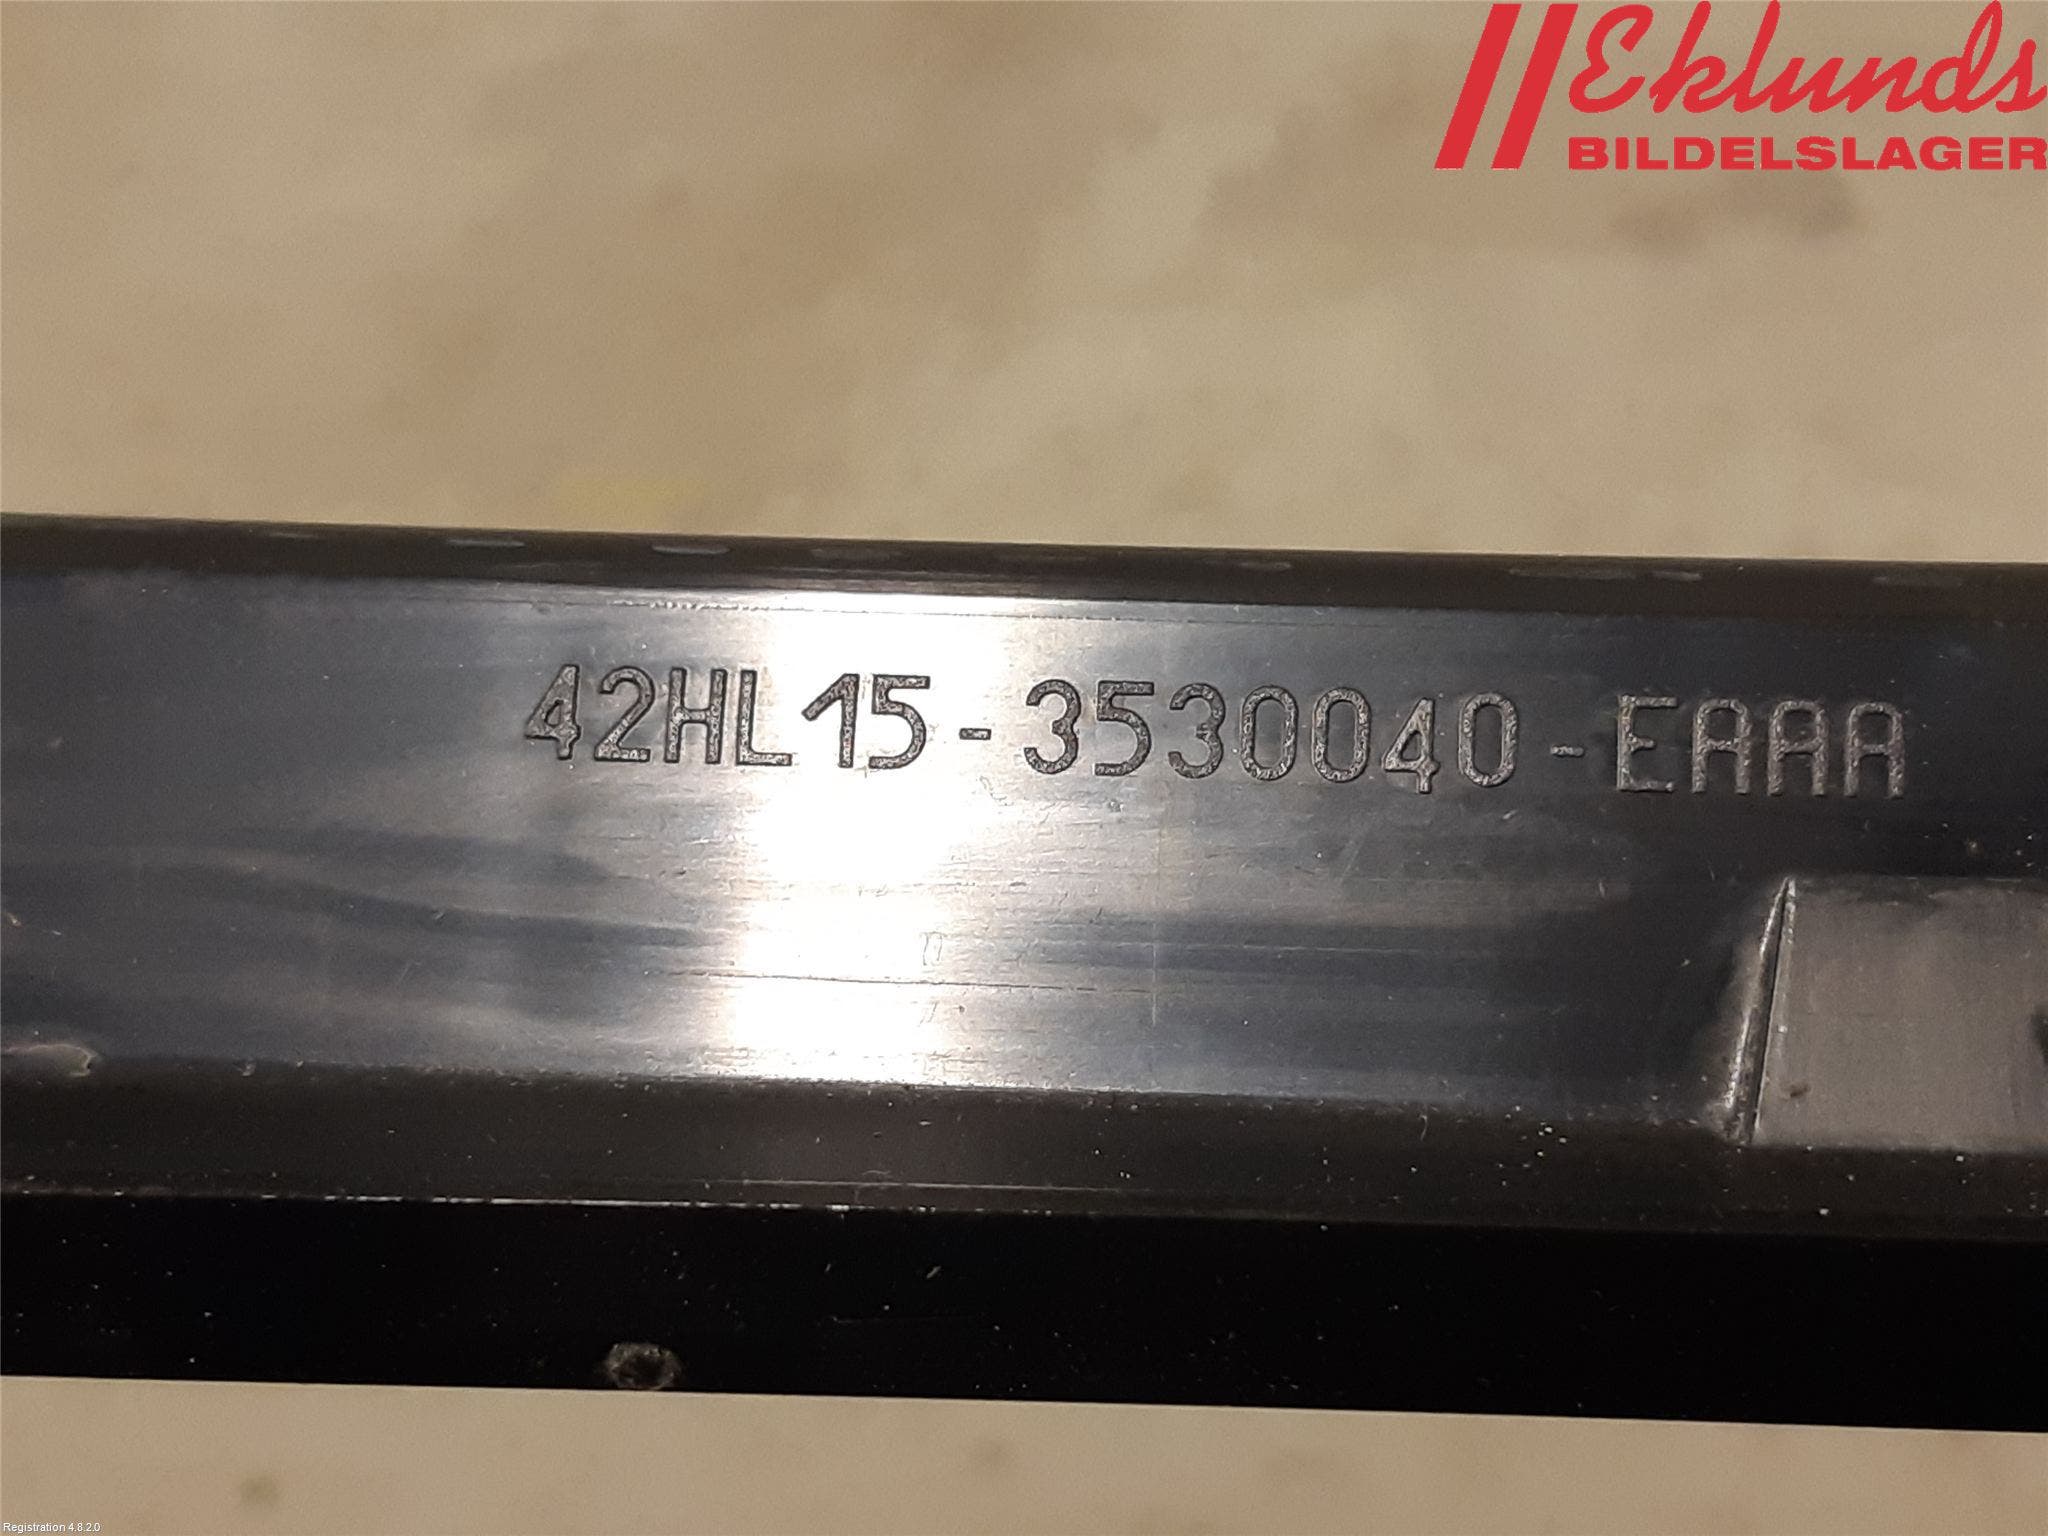 Eklunds
BILDELSLAGER
42HL15-3530040-EAAA
Registration 4.8.2.0